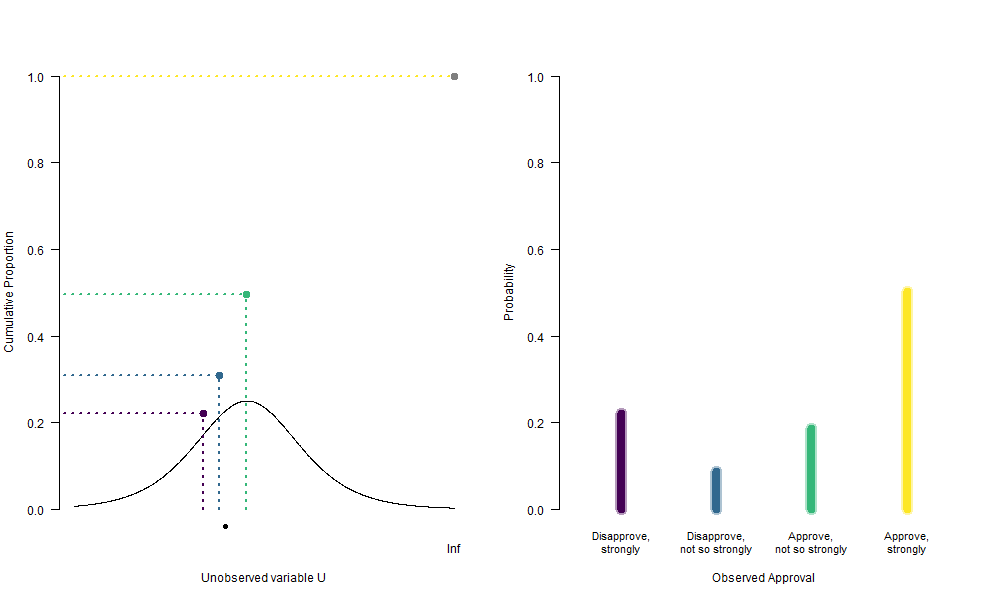 1.0
0.8
0.6
0.4
0.2
0.0
Cumulative Proportion
Inf
Unobserved variable U
1.0
0.8
0.6
0.4
0.2
0.0
Probability
Disapprove,
strongly
Disapprove,
not so strongly
Approve,
not so strongly
Approve,
strongly
Observed Approval